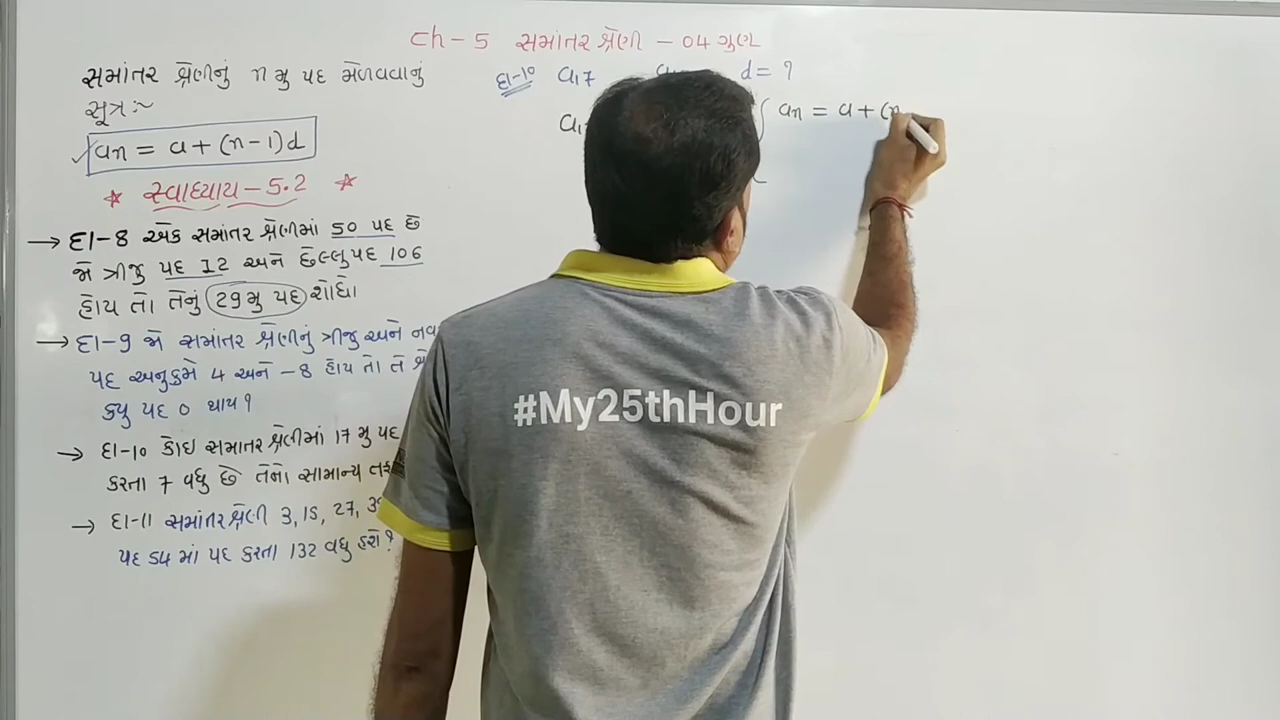 Ch - 5 સમાંતર શ્રેણી - 04 ગુણ
સમાંતર શ્રેણીનું n મુ પદ મેળવવાનું
સૂત્ર:-
an = a + (n-1)d
* સ્વાધ્યાય - 5.2 *
→ દા-8 એક સમાંતર શ્રેણીમાં 50 પદ છે
જો ત્રીજુ પદ 12 અને છેલ્લુ પદ 106
હોય તો તેનું 29 મુ પદ શોધો
→ દા-9 જો સમાંતર શ્રેણીનું ત્રીજુ અને
પદ અનુક્રમે 4 અને -8 હોય તો તે
કયુ પદ 0 થાય?
→ દા-10 કોઇ સમાંતર શ્રેણીમાં 17 મુ પદ
કરતા 7 વધુ છે તેનો સામાન્ય
→ દા-11 સમાંતર શ્રેણી 3, 15, 27,
પદ 54 માં પદ કરતા 132 વધુ હશે?
દા-10 a17 d = ?
an = a + (n
#My25thHour